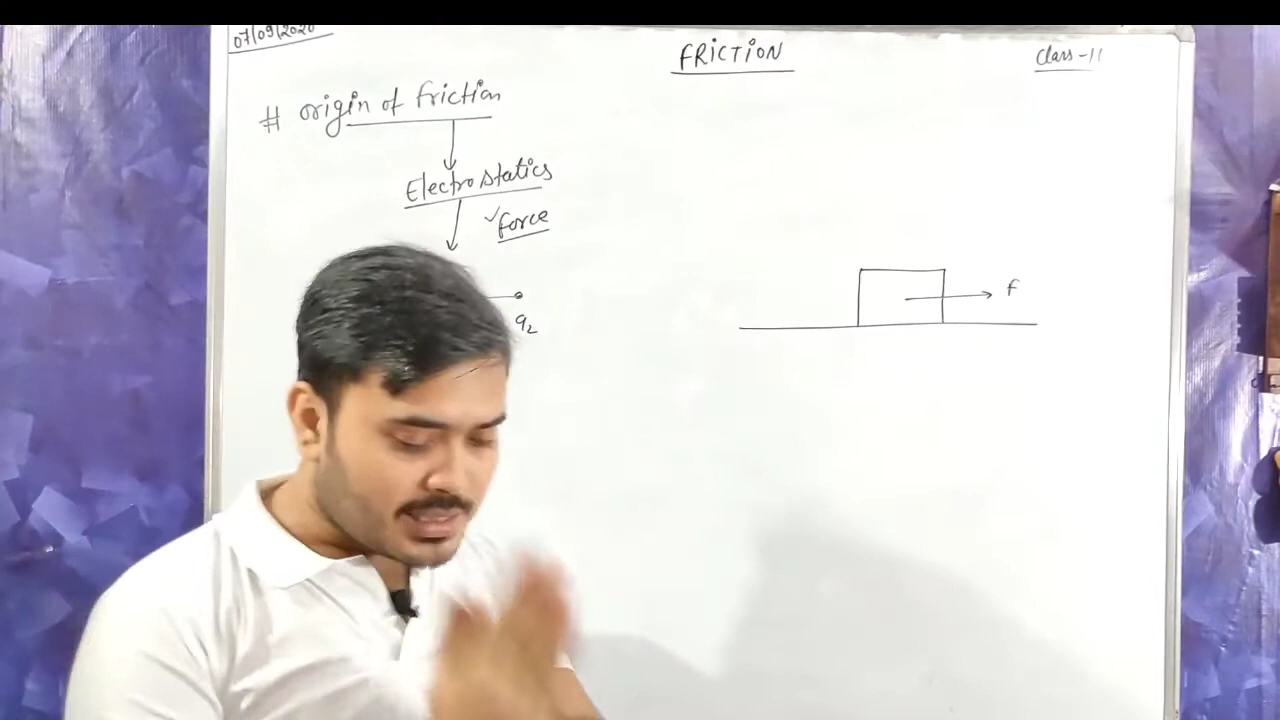 07/09/2020
FRICTION
Class-11
# origin of friction
Electrostatics
force
q2
f